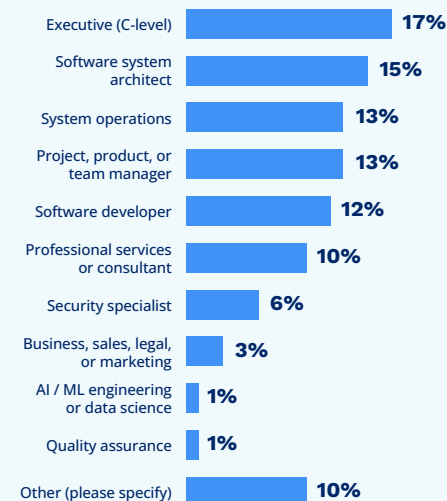 Executive (C-level)
17%
Software system
architect
15%
System operations
13%
Project, product, or
team manager
13%
Software developer
12%
Professional services
or consultant
10%
Security specialist
6%
Business, sales, legal,
or marketing
3%
AI / ML engineering
or data science
1%
Quality assurance
1%
Other (please specify)
10%